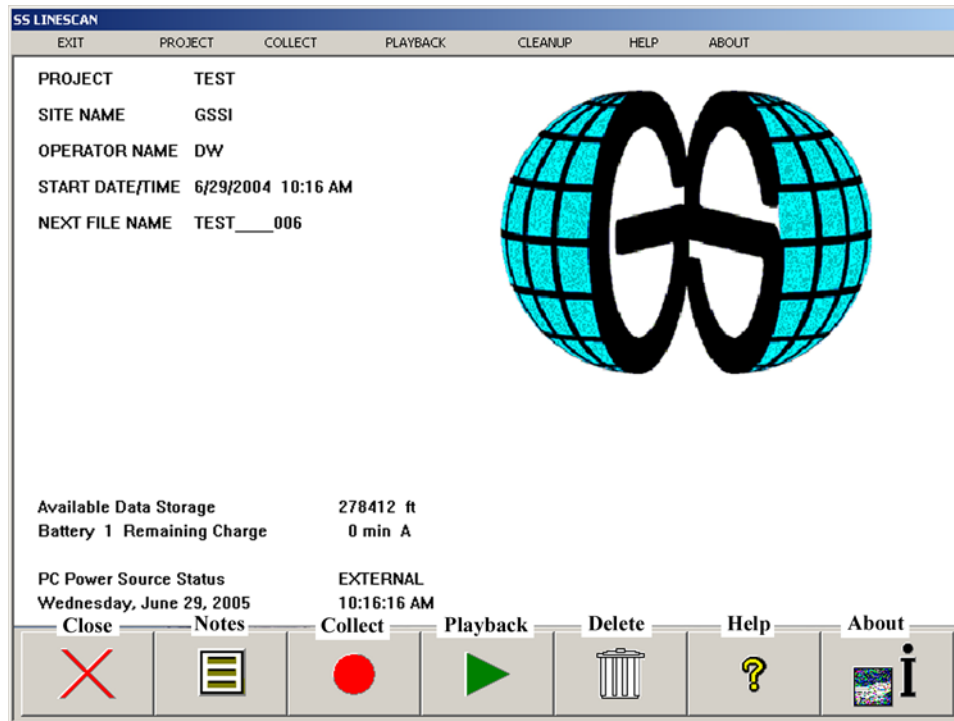 SS LINESCAN
EXIT PROJECT COLLECT PLAYBACK CLEANUP HELP ABOUT
PROJECT TEST
SITE NAME GSSI
OPERATOR NAME DW
START DATE/TIME 6/29/2004 10:16 AM
NEXT FILE NAME TEST____006
Available Data Storage 278412 ft
Battery 1 Remaining Charge 0 min A
PC Power Source Status EXTERNAL
Wednesday, June 29, 2005 10:16:16 AM
Close Notes Collect Playback Delete Help About